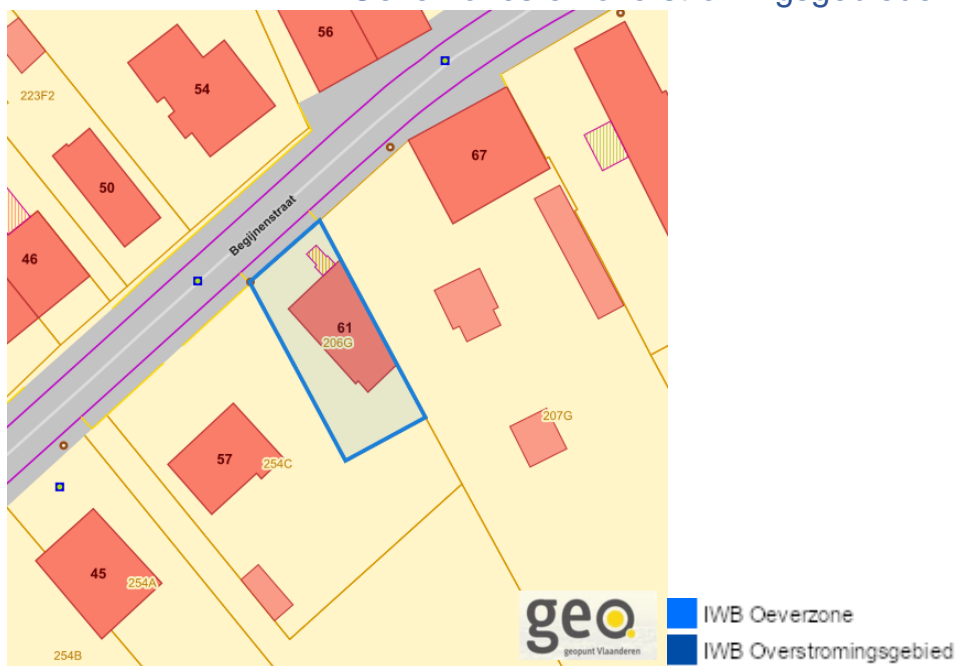 56
54
223F2
67
50
Begijnenstraat
46
61
206G
207G
57
254C
45
254A
geo.
geopunt Vlaanderen
IWB Oeverzone
IWB Overstromingsgebied
254B